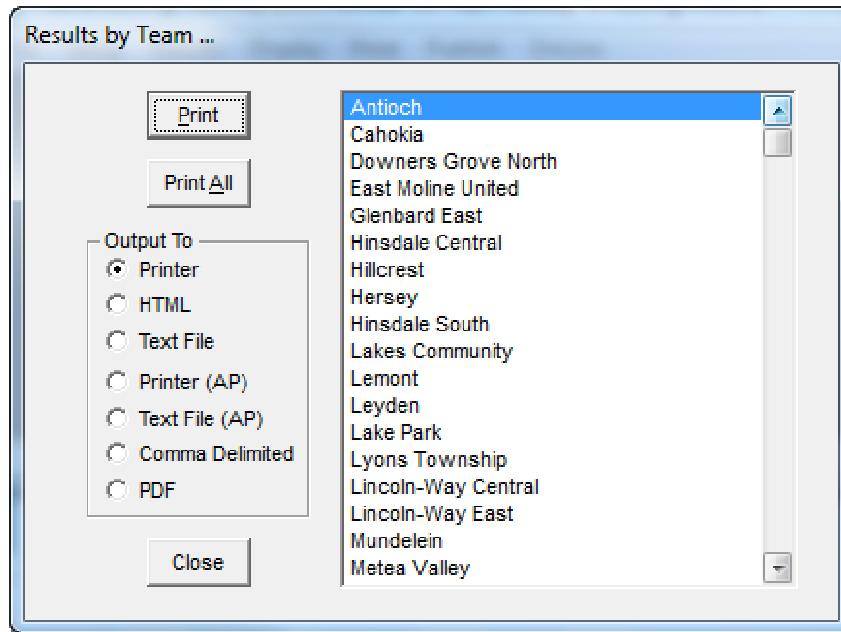 Results by Team ...
Print
Print All
Output To
Printer
HTML
Text File
Printer (AP)
Text File (AP)
Comma Delimited
PDF
Close
Antioch
Cahokia
Downers Grove North
East Moline United
Glenbard East
Hinsdale Central
Hillcrest
Hersey
Hinsdale South
Lakes Community
Lemont
Leyden
Lake Park
Lyons Township
Lincoln-Way Central
Lincoln-Way East
Mundelein
Metea Valley